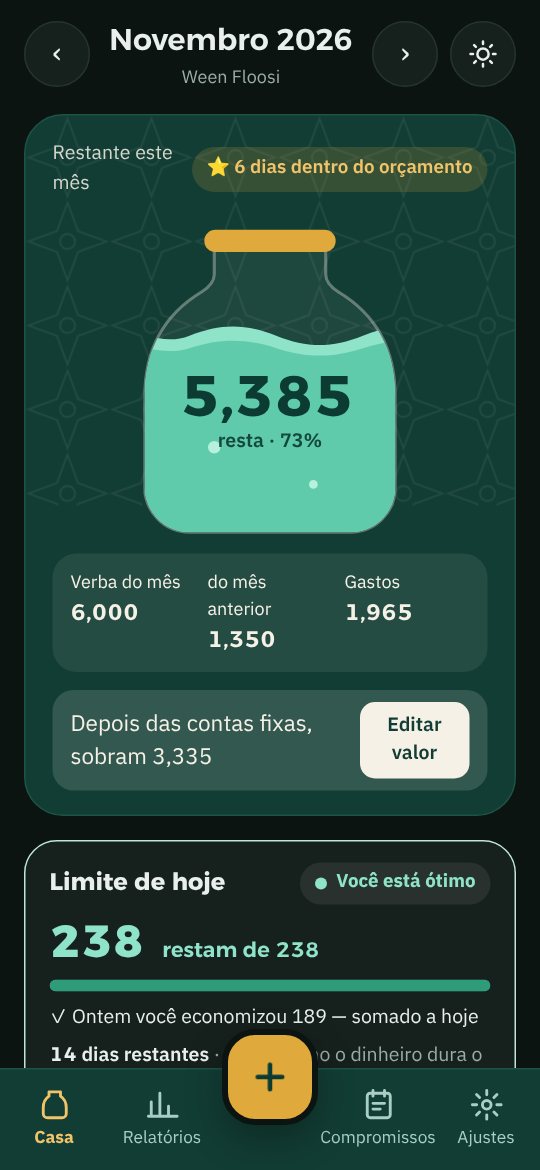 Novembro 2026
Ween Floosi
Restante este
mês
⭐ 6 dias dentro do orçamento
5,385
resta · 73%
Verba do mês
6,000
do mês
anterior
1,350
Gastos
1,965
Depois das contas fixas,
sobram 3,335
Editar
valor
Limite de hoje
Você está ótimo
238 restam de 238
✓ Ontem você economizou 189 — somado a hoje
14 dias restantes · o o dinheiro dura o
Casa
Relatórios
+
Compromissos
Ajustes